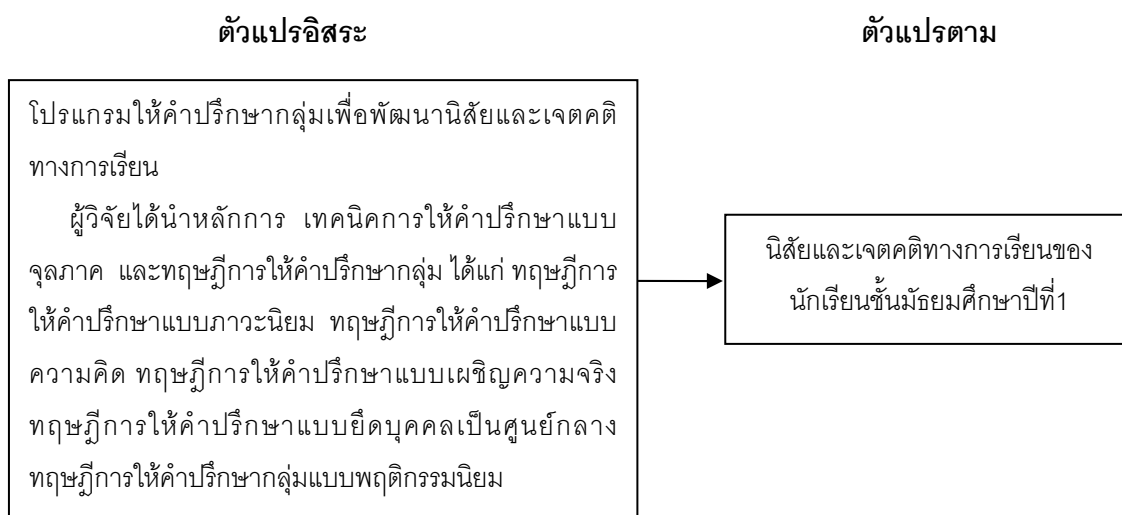 ตัวแปรอิสระ
ตัวแปรตาม
โปรแกรมให้คำปรึกษากลุ่มเพื่อพัฒนานิสัยและเจตคติ
ทางการเรียน
ผู้วิจัยได้นำหลักการ เทคนิคการให้คำปรึกษาแบบ
จุลภาค และทฤษฎีการให้คำปรึกษากลุ่ม ได้แก่ ทฤษฎีการ
ให้คำปรึกษาแบบภาวะนิยม ทฤษฎีการให้คำปรึกษาแบบ
ความคิด ทฤษฎีการให้คำปรึกษาแบบเผชิญความจริง
ทฤษฎีการให้คำปรึกษาแบบยึดบุคคลเป็นศูนย์กลาง
ทฤษฎีการให้คำปรึกษากลุ่มแบบพฤติกรรมนิยม
นิสัยและเจตคติทางการเรียนของ
นักเรียนชั้นมัธยมศึกษาปีที่1